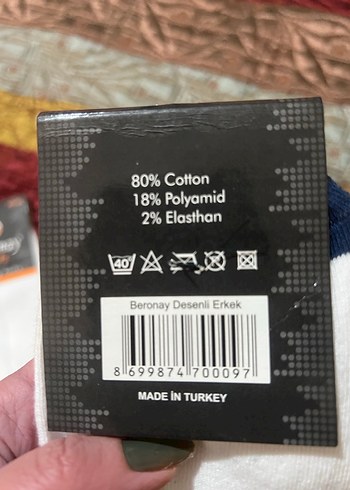 80% Cotton
18% Polyamid
2% Elasthan
40
Beronay Desenli Erkek
8 699874 700097
MADE İN TURKEY